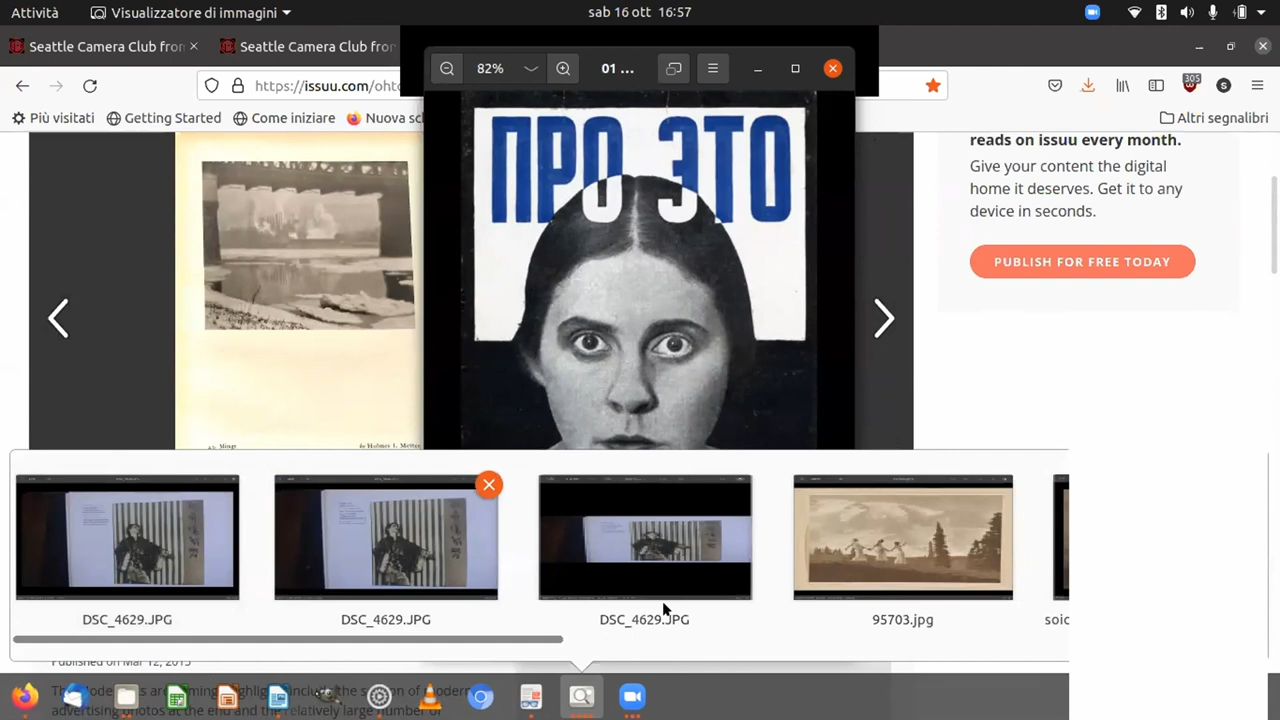 Attività
Visualizzatore di immagini
sab 16 ott 16:57
Seattle Camera Club from
Seattle Camera Club from
82%
01 ...
https://issuu.com/ohto
305
S
Più visitati
Getting Started
Come iniziare
Nuova sc
Altri segnalibri
ПРО ЭТО
reads on issuu every month.
Give your content the digital
home it deserves. Get it to any
device in seconds.
PUBLISH FOR FREE TODAY
DSC_4629.JPG
DSC_4629.JPG
DSC_4629.JPG
95703.jpg
soic
Published on Mar 12, 2015
advertising photos at the end and the relatively large number of